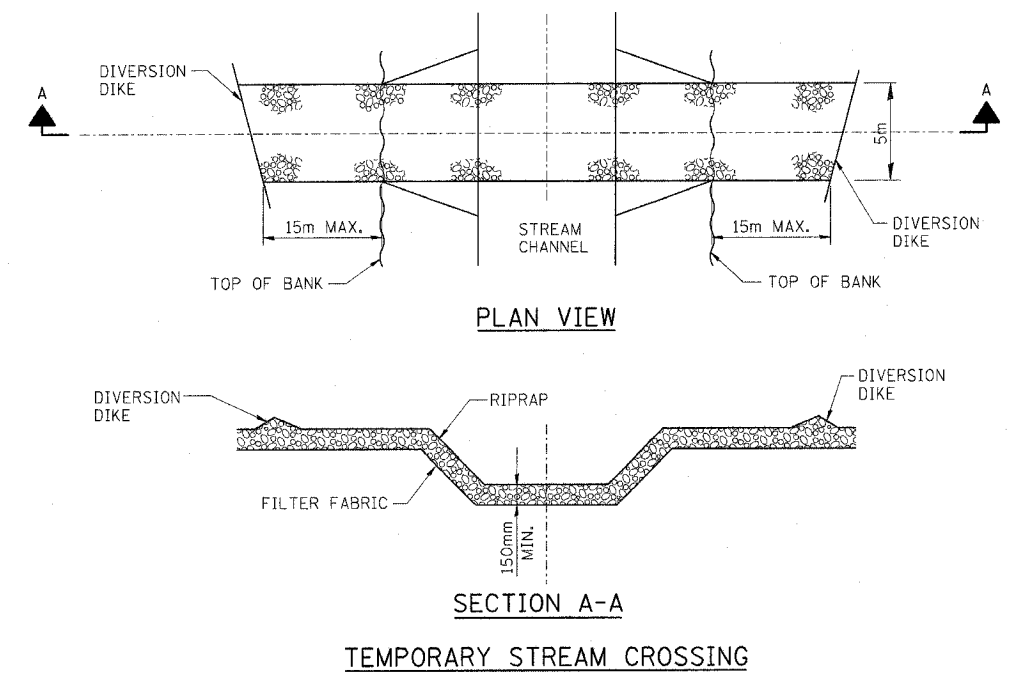 DIVERSION
DIKE
A
A
5m
15m MAX.
STREAM
CHANNEL
15m MAX.
DIVERSION
DIKE
TOP OF BANK
TOP OF BANK
PLAN VIEW
DIVERSION
DIKE
RIPRAP
DIVERSION
DIKE
FILTER FABRIC
150mm
MIN.
SECTION A-A
TEMPORARY STREAM CROSSING